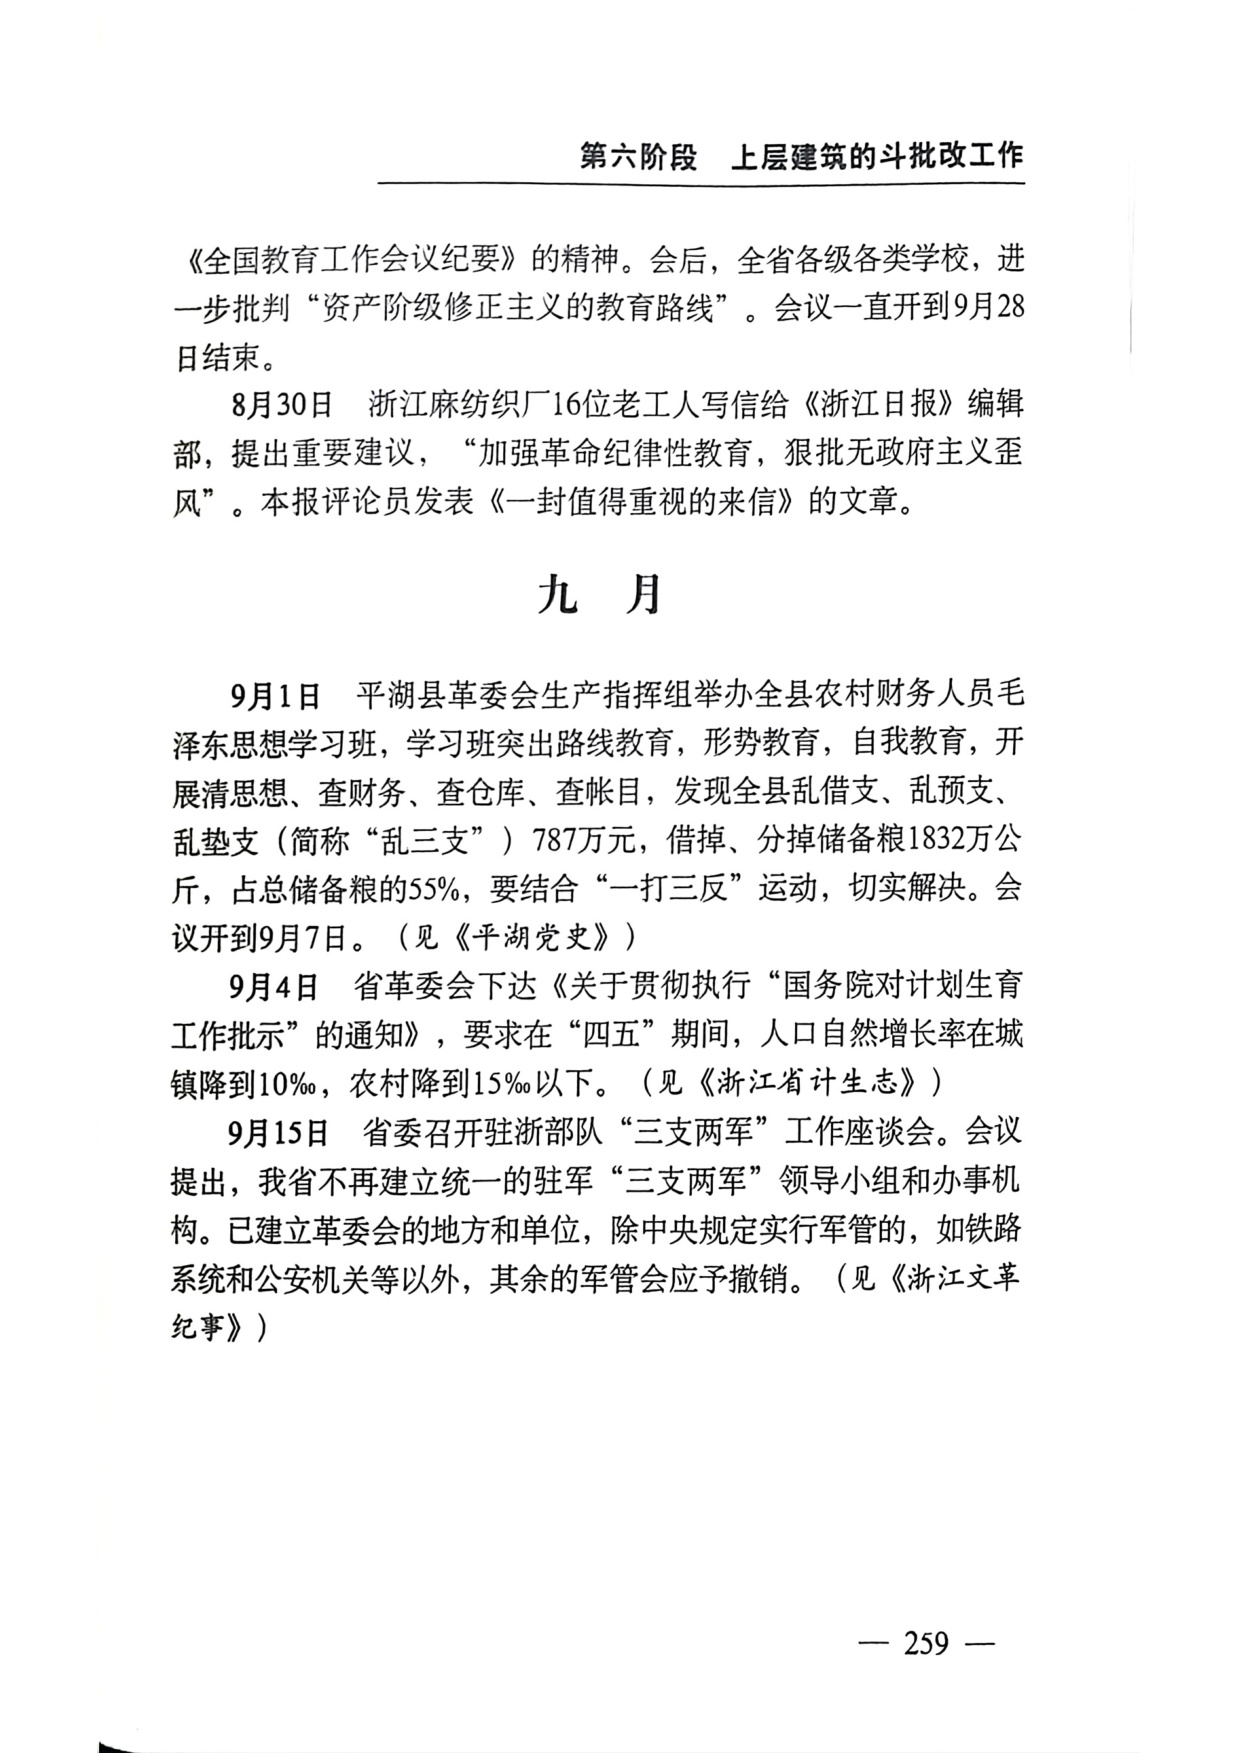 第六阶段　上层建筑的斗批改工作
《全国教育工作会议纪要》的精神。会后，全省各级各类学校，进
一步批判“资产阶级修正主义的教育路线”。会议一直开到9月28
日结束。
8月30日　浙江麻纺织厂16位老工人写信给《浙江日报》编辑
部，提出重要建议，“加强革命纪律性教育，狠批无政府主义歪
风”。本报评论员发表《一封值得重视的来信》的文章。
九　月
9月1日　平湖县革委会生产指挥组举办全县农村财务人员毛
泽东思想学习班，学习班突出路线教育，形势教育，自我教育，开
展清思想、查财务、查仓库、查帐目，发现全县乱借支、乱预支、
乱垫支（简称“乱三支”）787万元，借掉、分掉储备粮1832万公
斤，占总储备粮的55%，要结合“一打三反”运动，切实解决。会
议开到9月7日。（见《平湖党史》）
9月4日　省革委会下达《关于贯彻执行“国务院对计划生育
工作批示”的通知》，要求在“四五”期间，人口自然增长率在城
镇降到10‰，农村降到15‰以下。（见《浙江省计生志》）
9月15日　省委召开驻浙部队“三支两军”工作座谈会。会议
提出，我省不再建立统一的驻军“三支两军”领导小组和办事机
构。已建立革委会的地方和单位，除中央规定实行军管的，如铁路
系统和公安机关等以外，其余的军管会应予撤销。（见《浙江文革
纪事》）
— 259 —